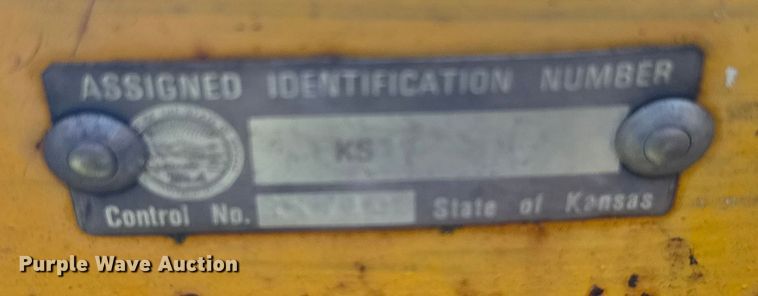 ASSIGNED IDENTIFICATION NUMBER
KS
Control No. State of Kansas
Purple Wave Auction